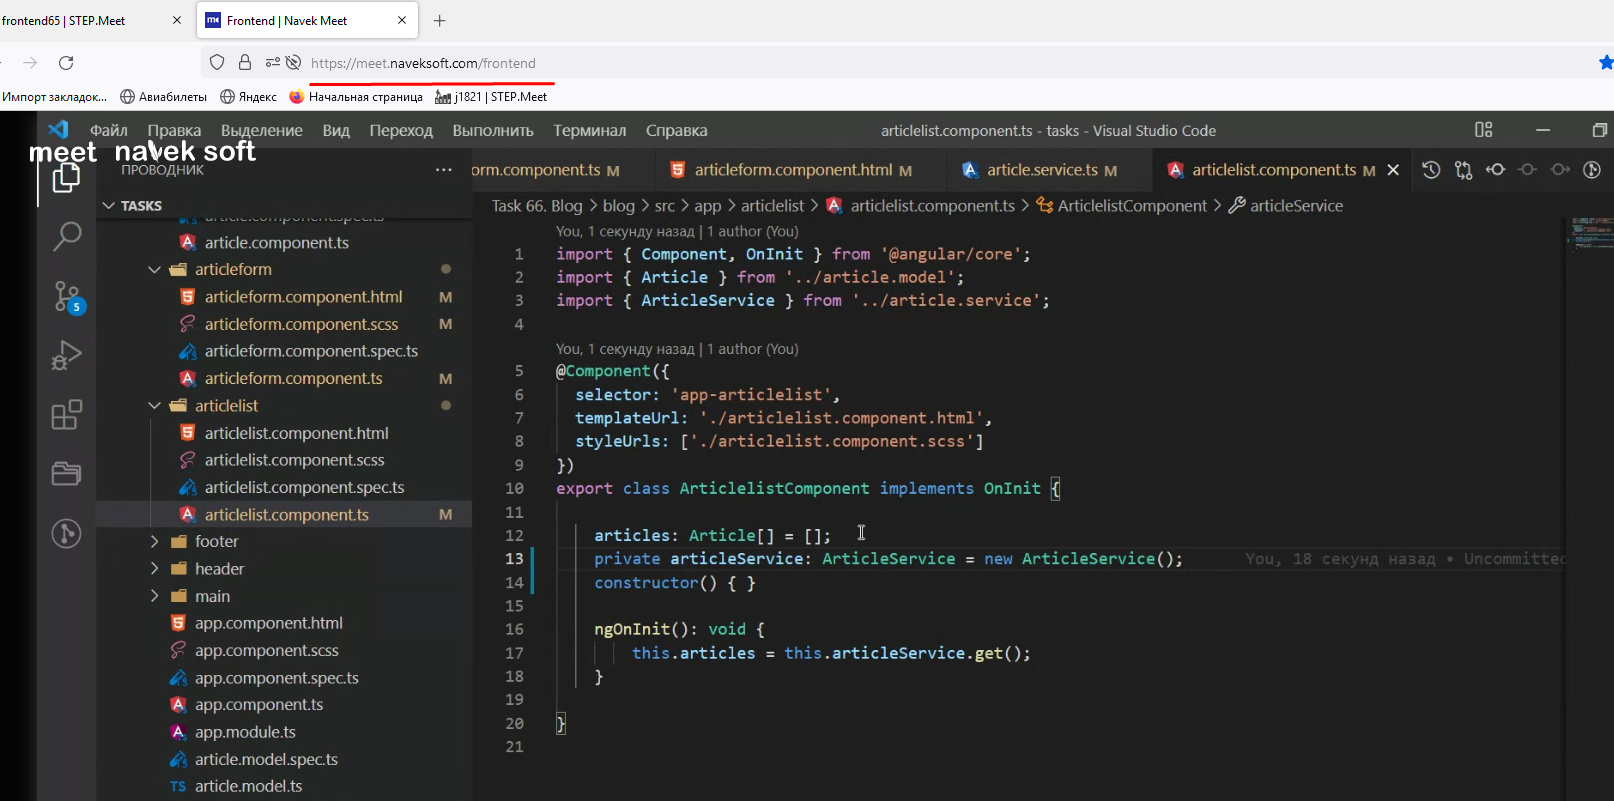 frontend65 | STEP.Meet
Frontend | Navek Meet
https://meet.naveksoft.com/frontend
Импорт закладок... Авиабилеты Яндекс Начальная страница j1821 | STEP.Meet
Файл Правка Выделение Вид Переход Выполнить Терминал Справка
articlelist.component.ts - tasks - Visual Studio Code
meet navek soft
ПРОВОДНИК
orm.component.ts M articleform.component.html M article.service.ts M articlelist.component.ts M
TASKS
Task 66. Blog > blog > src > app > articlelist > articlelist.component.ts > ArticlelistComponent > articleService
article.component.spec.ts
article.component.ts
articleform
articleform.component.html M
articleform.component.scss M
articleform.component.spec.ts
articleform.component.ts M
articlelist
articlelist.component.html
articlelist.component.scss
articlelist.component.spec.ts
articlelist.component.ts M
footer
header
main
app.component.html
app.component.scss
app.component.spec.ts
app.component.ts
app.module.ts
article.model.spec.ts
TS article.model.ts
5
You, 1 секунду назад | 1 author (You)
1 import { Component, OnInit } from '@angular/core';
2 import { Article } from '../article.model';
3 import { ArticleService } from '../article.service';
4
You, 1 секунду назад | 1 author (You)
5 @Component({
6 selector: 'app-articlelist',
7 templateUrl: './articlelist.component.html',
8 styleUrls: ['./articlelist.component.scss']
9 })
10 export class ArticlelistComponent implements OnInit {
11
12 articles: Article[] = [];
13 private articleService: ArticleService = new ArticleService(); You, 18 секунд назад • Uncommitted
14 constructor() { }
15
16 ngOnInit(): void {
17 this.articles = this.articleService.get();
18 }
19
20 }
21